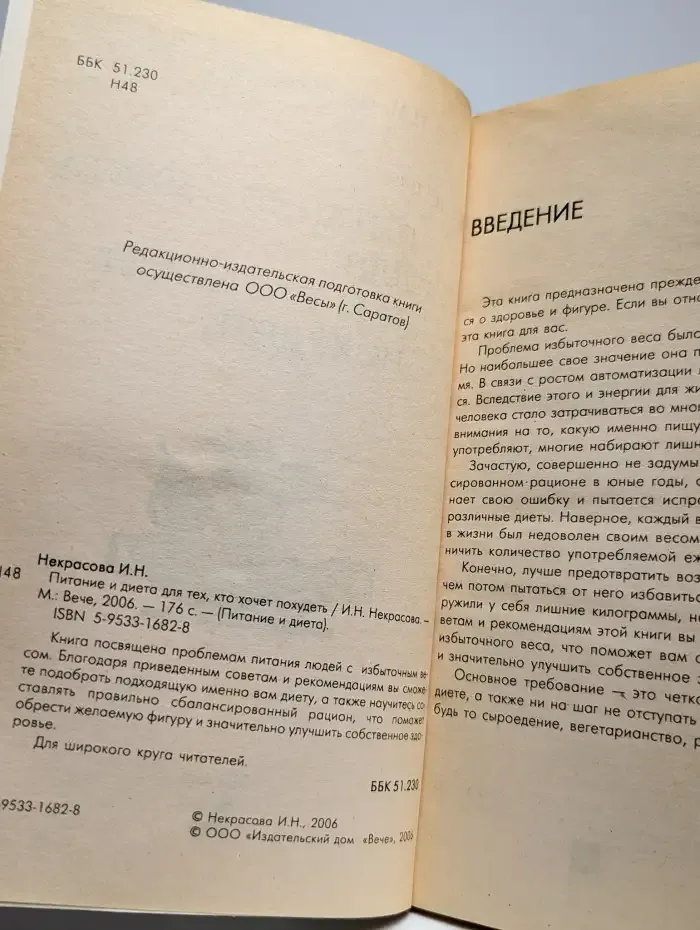 ББК 51.230
Н48
Редакционно-издательская подготовка книги
осуществлена ООО «Весы» (г. Саратов)
Некрасова И.Н.
Н48 Питание и диета для тех, кто хочет похудеть / И.Н. Некрасова. –
М.: Вече, 2006. — 176 с. — (Питание и диета).
ISBN 5-9533-1682-8
Книга посвящена проблемам питания людей с избыточным ве-
сом. Благодаря приведенным советам и рекомендациям вы сможе-
те подобрать подходящую именно вам диету, а также научитесь со-
ставлять правильно сбалансированный рацион, что поможет
обрести желаемую фигуру и значительно улучшить собственное здо-
ровье.
Для широкого круга читателей.
ББК 51.230
-9533-1682-8
© Некрасова И.Н., 2006
© ООО «Издательский дом «Вече», 2006
ВВЕДЕНИЕ
Эта книга предназначена прежде
ся о здоровье и фигуре. Если вы
эта книга для вас.
Проблема избыточного веса было
Но наибольшее свое значение она
мя. В связи с ростом автоматизации
ся. Вследствие этого и энергии для
человека стало затрачиваться во
внимания на то, какую именно пищу
употребляют, многие набирают
Зачастую, совершенно не
сированном рационе в юные годы,
нает свою ошибку и пытается
различные диеты. Наверное, каждый
в жизни был недоволен своим весом
ничить количество употребляемой
Конечно, лучше предотвратить
чем потом пытаться от него
ружили у себя лишние килограммы,
ветам и рекомендациям этой книги вы
избыточного веса, что поможет вам
и значительно улучшить собственное
Основное требование — это
диете, а также ни на шаг не отступать
будь то сыроедение, вегетарианство,